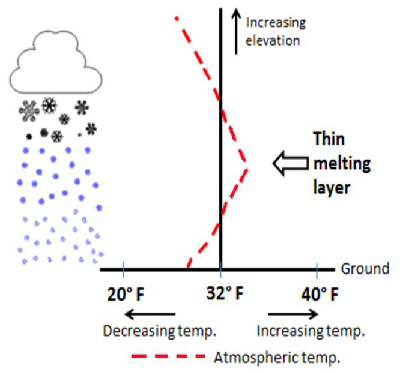 Increasing
elevation
Thin
melting
layer
Ground
20° F
32° F
40° F
Decreasing temp.
Increasing temp.
Atmospheric temp.